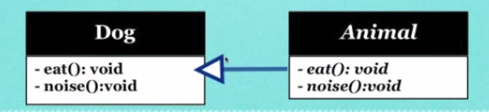 Dog
- eat(): void
- noise():void
Animal
- eat(): void
- noise():void